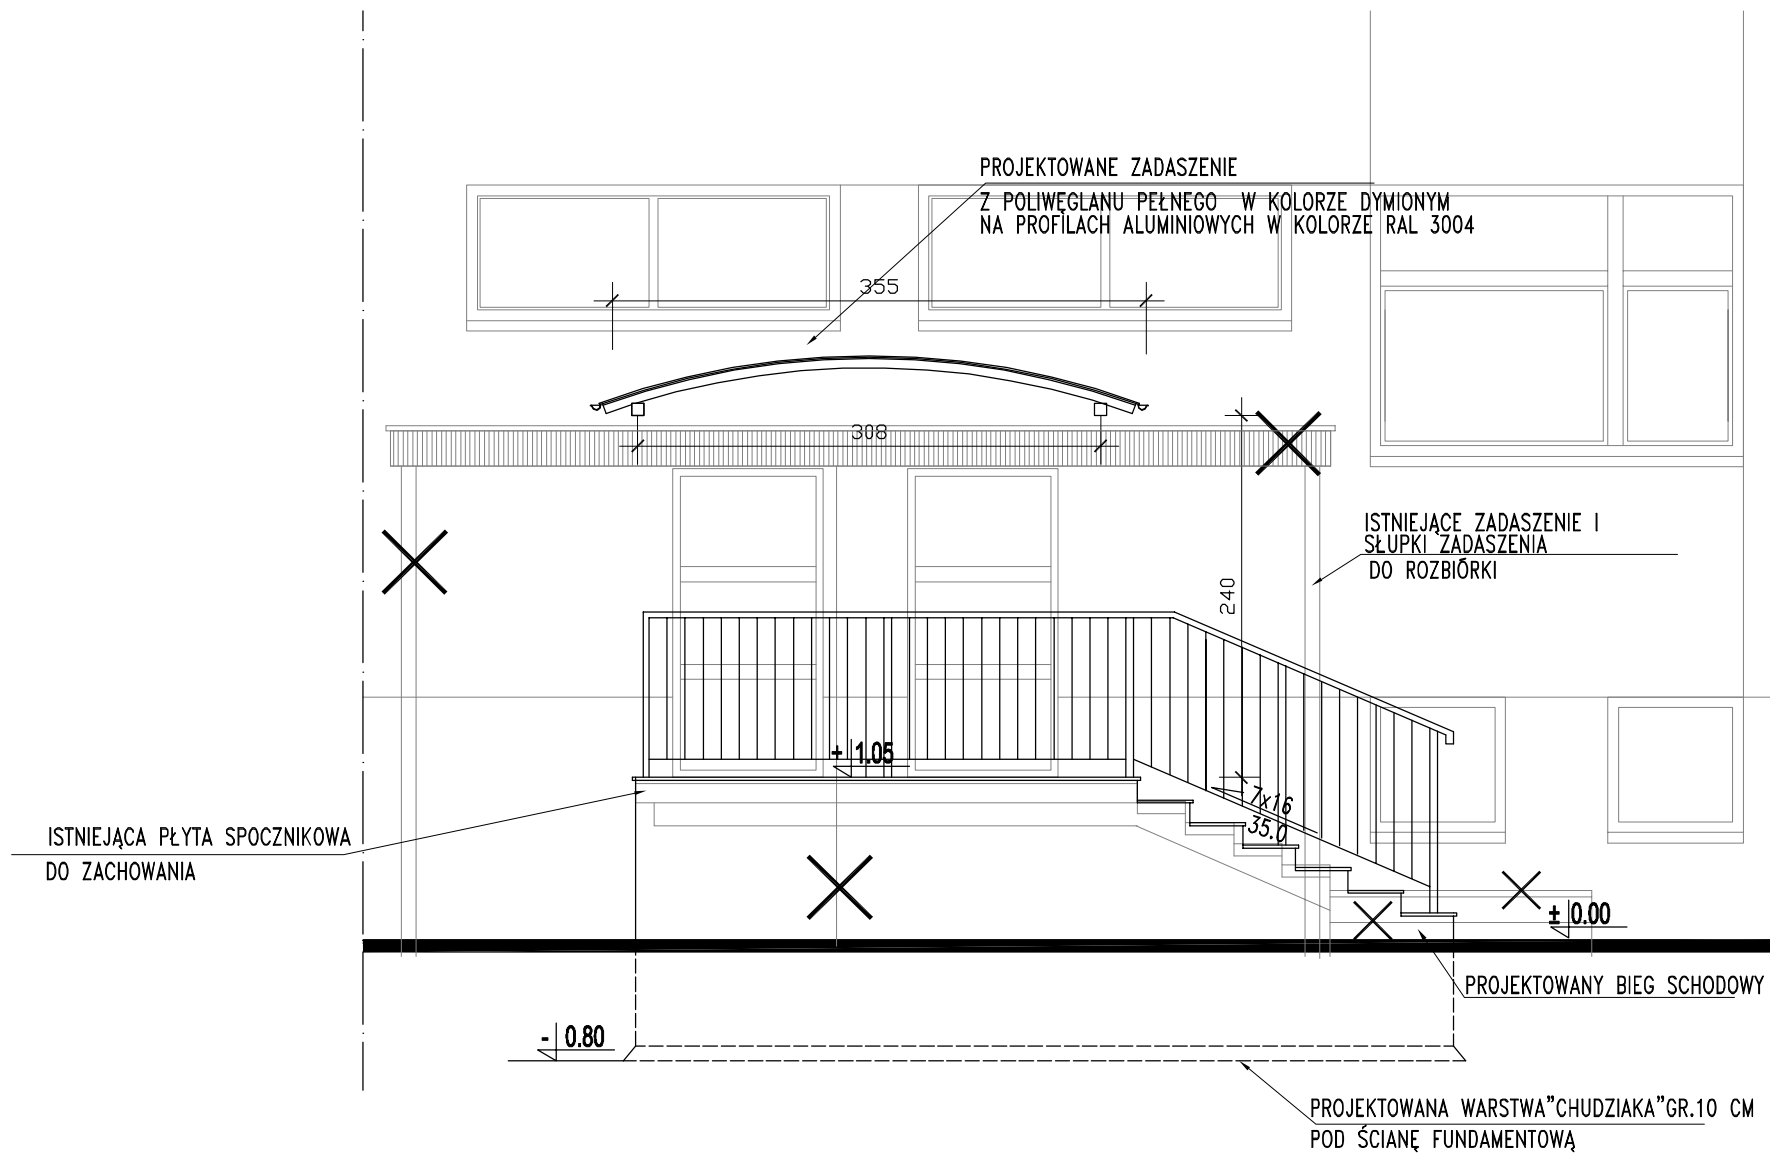 PROJEKTOWANE ZADASZENIE
Z POLIWĘGLANU PEŁNEGO W KOLORZE DYMIONYM
NA PROFILACH ALUMINIOWYCH W KOLORZE RAL 3004
355
308
ISTNIEJĄCE ZADASZENIE I
SŁUPKI ZADASZENIA
DO ROZBIÓRKI
240
+ 1.05
7x16
35.0
ISTNIEJĄCA PŁYTA SPOCZNIKOWA
DO ZACHOWANIA
± 0.00
PROJEKTOWANY BIEG SCHODOWY
- 0.80
PROJEKTOWANA WARSTWA"CHUDZIAKA"GR.10 CM
POD ŚCIANĘ FUNDAMENTOWĄ